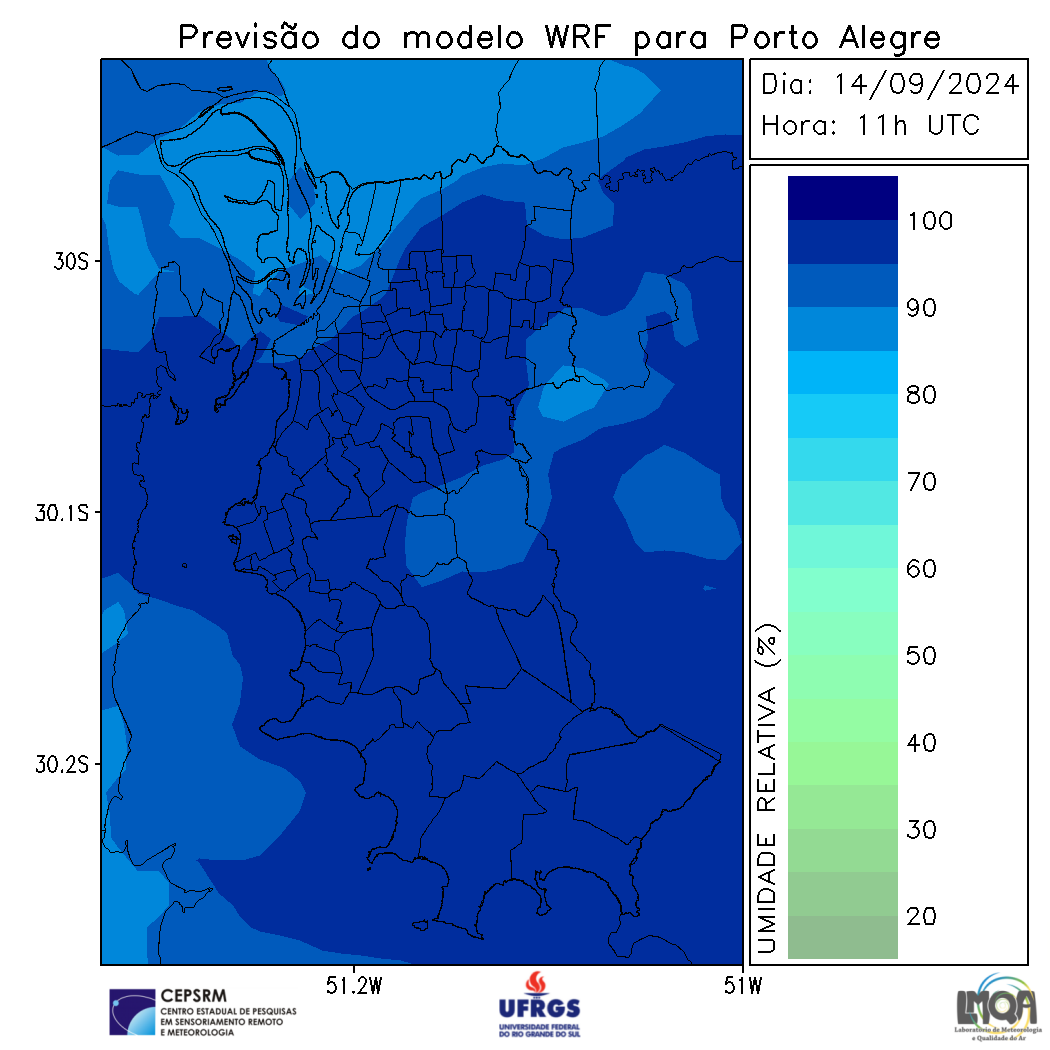 Previsão do modelo WRF para Porto Alegre
Dia: 14/09/2024
Hora: 11h UTC
30S
30.1S
30.2S
51.2W
51W
100
90
80
70
60
50
40
30
20
UMIDADE RELATIVA (%)
CEPSRM
CENTRO ESTADUAL DE PESQUISAS
EM SENSORIAMENTO REMOTO
E METEOROLOGIA
UFRGS
UNIVERSIDADE FEDERAL
DO RIO GRANDE DO SUL
LMQA
Laboratório de Meteorologia
e Qualidade do Ar